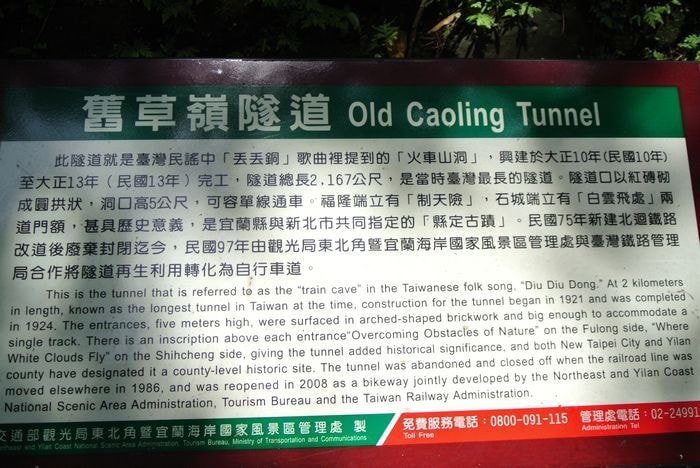 舊草嶺隧道 Old Caoling Tunnel
此隧道就是臺灣民謠中「丟丟銅」歌曲裡提到的「火車山洞」，興建於大正10年(民國10年)
至大正13年（民國13年）完工，隧道總長2,167公尺，是當時臺灣最長的隧道。隧道口以紅磚砌
成圓拱狀，洞口高5公尺，可容單線通車。福隆端立有「制天險」，石城端立有「白雲飛處」兩
道門額，甚具歷史意義，是宜蘭縣與新北市共同指定的「縣定古蹟」。民國75年新建北迴鐵路
改道後廢棄封閉迄今，民國97年由觀光局東北角暨宜蘭海岸國家風景區管理處與臺灣鐵路管理
局合作將隧道再生利用轉化為自行車道。
This is the tunnel that is referred to as the "train cave" in the Taiwanese folk song, "Diu Diu Dong." At 2 kilometers
in length, known as the longest tunnel in Taiwan at the time, construction for the tunnel began in 1921 and was completed
in 1924. The entrances, five meters high, were surfaced in arched-shaped brickwork and big enough to accommodate a
single track. There is an inscription above each entrance"Overcoming Obstacles of Nature" on the Fulong side, "Where
White Clouds Fly" on the Shihcheng side, giving the tunnel added historical significance, and both New Taipei City and Yilan
county have designated it a county-level historic site. The tunnel was abandoned and closed off when the railroad line was
moved elsewhere in 1986, and was reopened in 2008 as a bikeway jointly developed by the Northeast and Yilan Coast
National Scenic Area Administration, Tourism Bureau and the Taiwan Railway Administration.
交通部觀光局東北角暨宜蘭海岸國家風景區管理處 製
Northeast and Yilan Coast National Scenic Area Administration, Tourism Bureau, Ministry of Transportation and Communications
免費服務電話：0800-091-115 管理處電話：02-24991
Toll Free Administration Tel